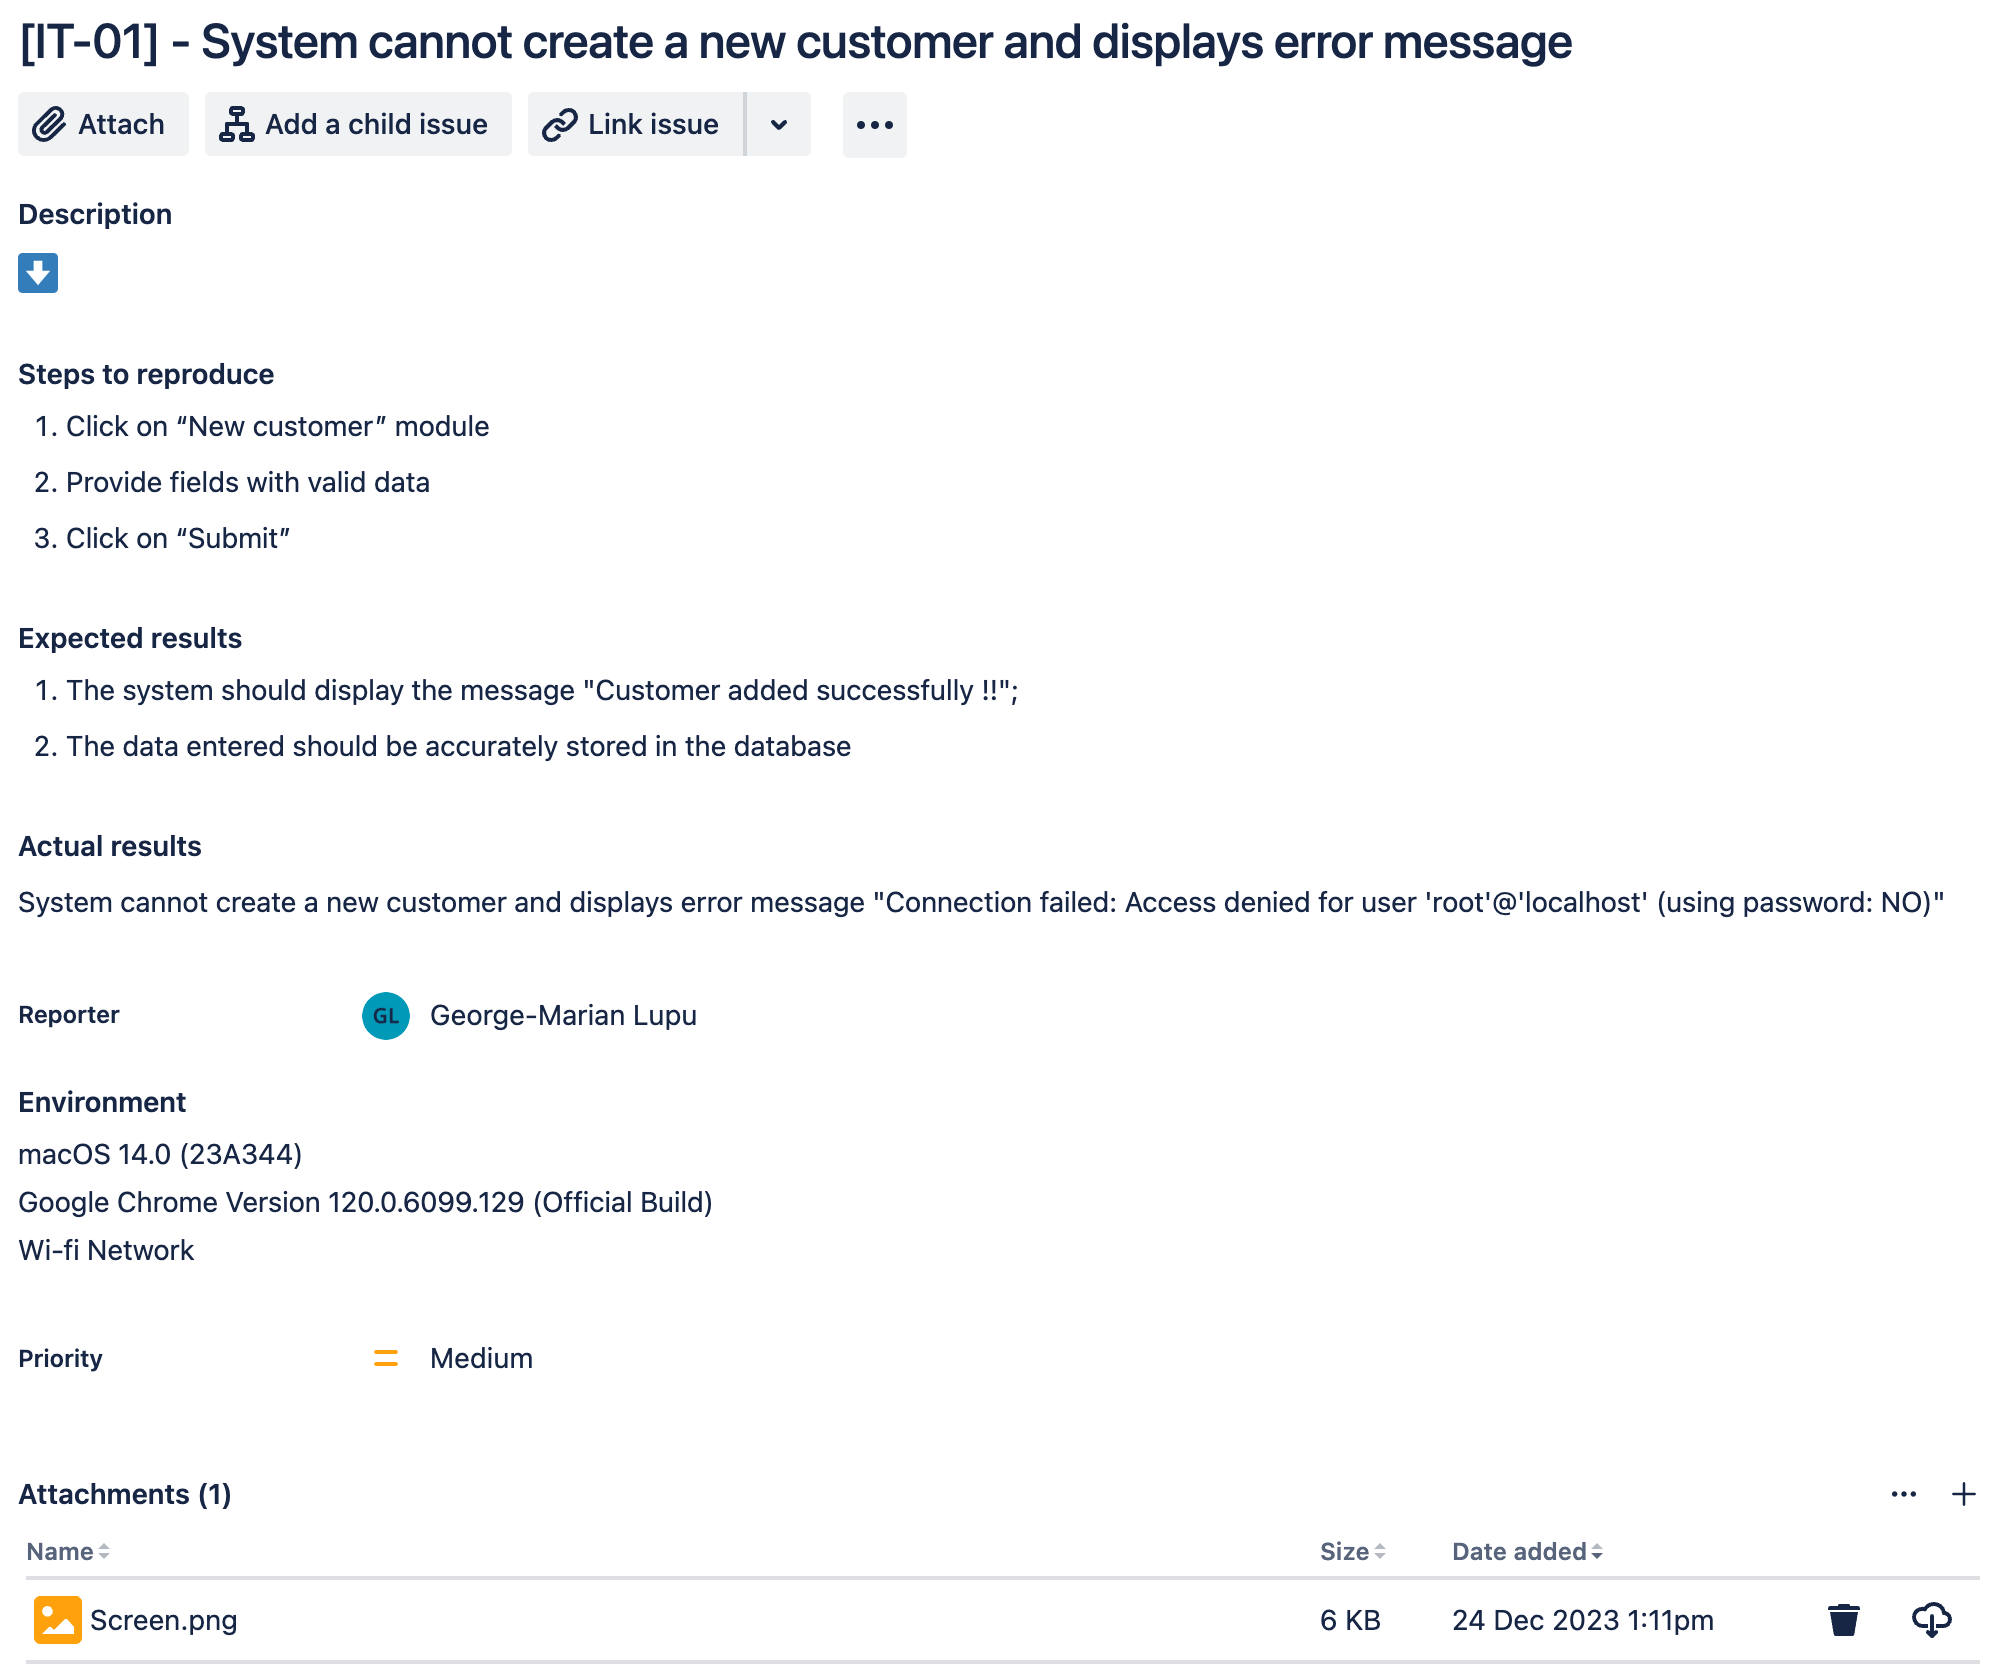 [IT-01] - System cannot create a new customer and displays error message
Attach
Add a child issue
Link issue
Description
Steps to reproduce
1. Click on “New customer” module
2. Provide fields with valid data
3. Click on “Submit”
Expected results
1. The system should display the message "Customer added successfully !!";
2. The data entered should be accurately stored in the database
Actual results
System cannot create a new customer and displays error message "Connection failed: Access denied for user 'root'@'localhost' (using password: NO)"
Reporter GL George-Marian Lupu
Environment
macOS 14.0 (23A344)
Google Chrome Version 120.0.6099.129 (Official Build)
Wi-fi Network
Priority Medium
Attachments (1)
Name Size Date added
Screen.png 6 KB 24 Dec 2023 1:11pm